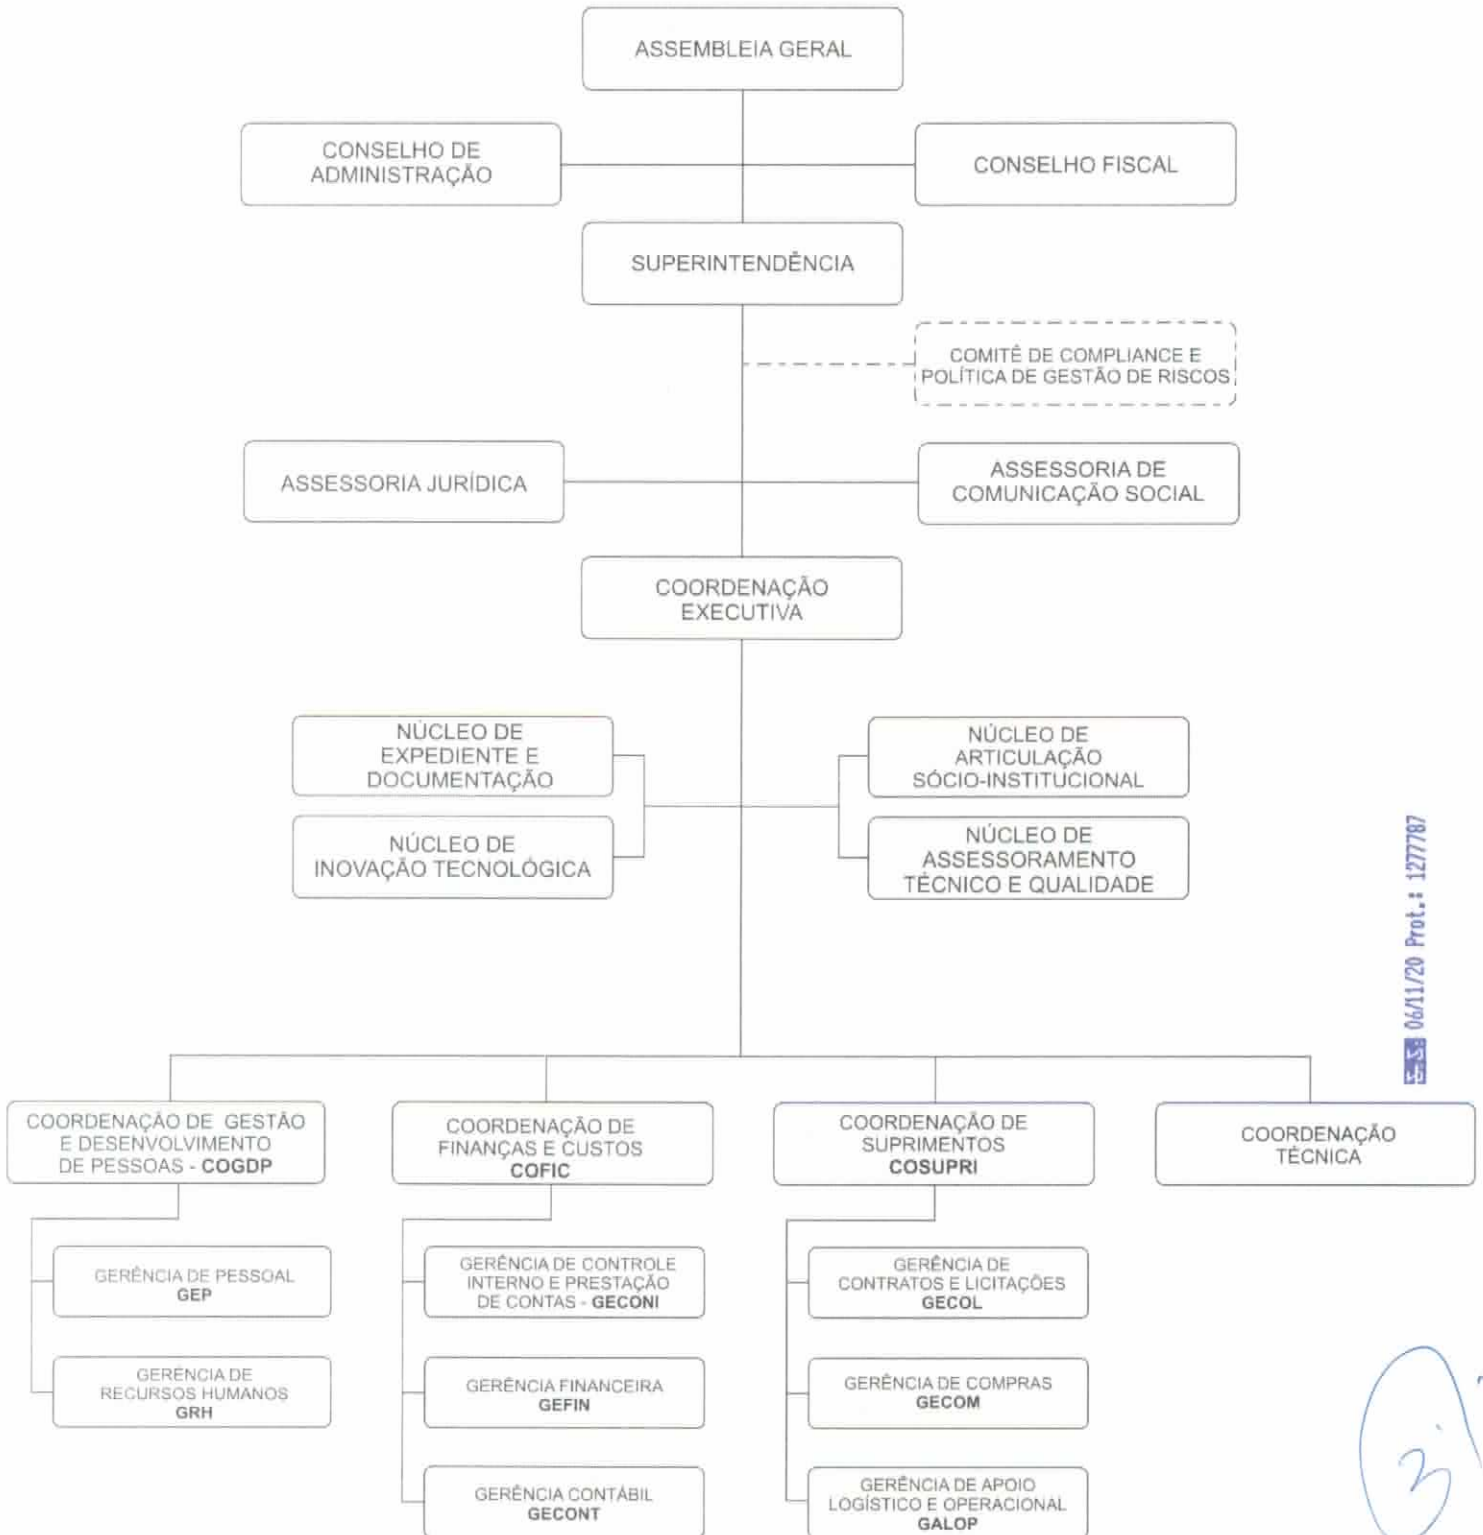 ASSEMBLEIA GERAL
CONSELHO DE
ADMINISTRAÇÃO
CONSELHO FISCAL
SUPERINTENDÊNCIA
COMITÊ DE COMPLIANCE E
POLÍTICA DE GESTÃO DE RISCOS
ASSESSORIA JURÍDICA
ASSESSORIA DE
COMUNICAÇÃO SOCIAL
COORDENAÇÃO
EXECUTIVA
NÚCLEO DE
EXPEDIENTE E
DOCUMENTAÇÃO
NÚCLEO DE
ARTICULAÇÃO
SÓCIO-INSTITUCIONAL
NÚCLEO DE
INOVAÇÃO TECNOLÓGICA
NÚCLEO DE
ASSESSORAMENTO
TÉCNICO E QUALIDADE
E.S: 06/11/20 Prot.: 1277787
COORDENAÇÃO DE GESTÃO
E DESENVOLVIMENTO
DE PESSOAS - COGDP
COORDENAÇÃO DE
FINANÇAS E CUSTOS
COFIC
COORDENAÇÃO DE
SUPRIMENTOS
COSUPRI
COORDENAÇÃO
TÉCNICA
GERÊNCIA DE PESSOAL
GEP
GERÊNCIA DE
RECURSOS HUMANOS
GRH
GERÊNCIA DE CONTROLE
INTERNO E PRESTAÇÃO
DE CONTAS - GECONI
GERÊNCIA FINANCEIRA
GEFIN
GERÊNCIA CONTÁBIL
GECONT
GERÊNCIA DE
CONTRATOS E LICITAÇÕES
GECOL
GERÊNCIA DE COMPRAS
GECOM
GERÊNCIA DE APOIO
LOGÍSTICO E OPERACIONAL
GALOP